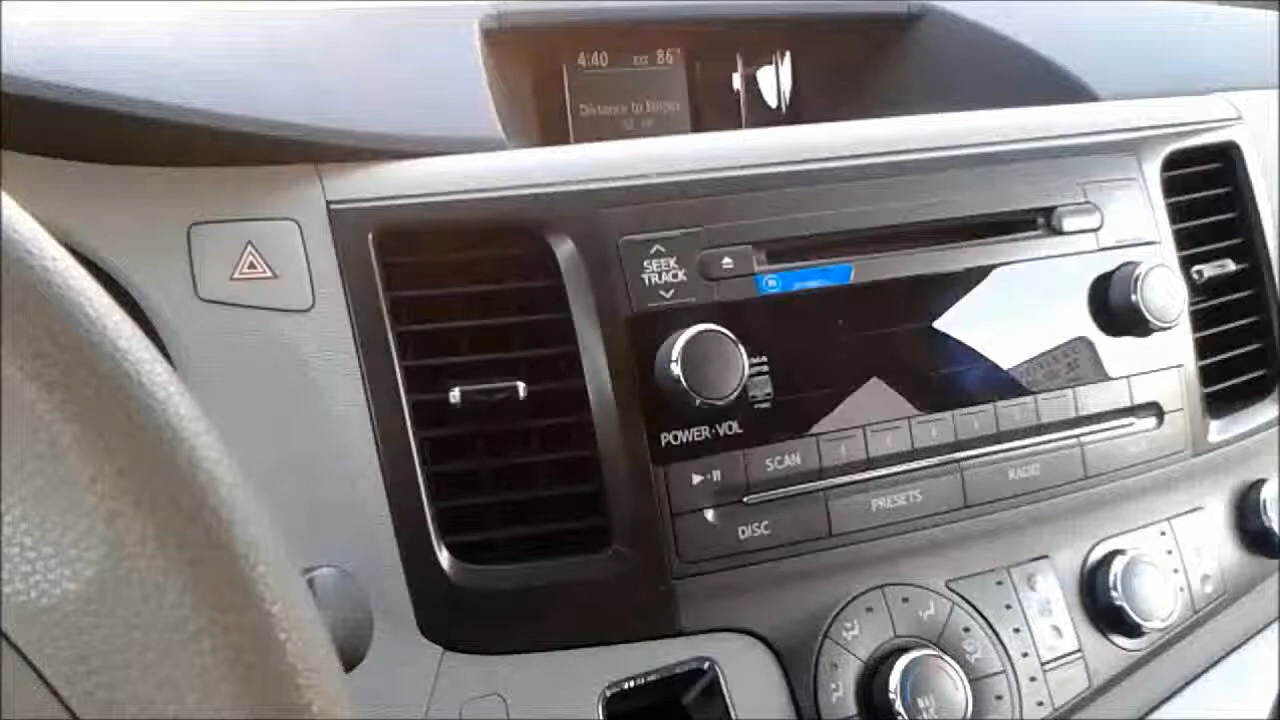 4:40 86°
Distance to Empty
SEEK
TRACK
POWER·VOL
SCAN
DISC
PRESETS
RADIO